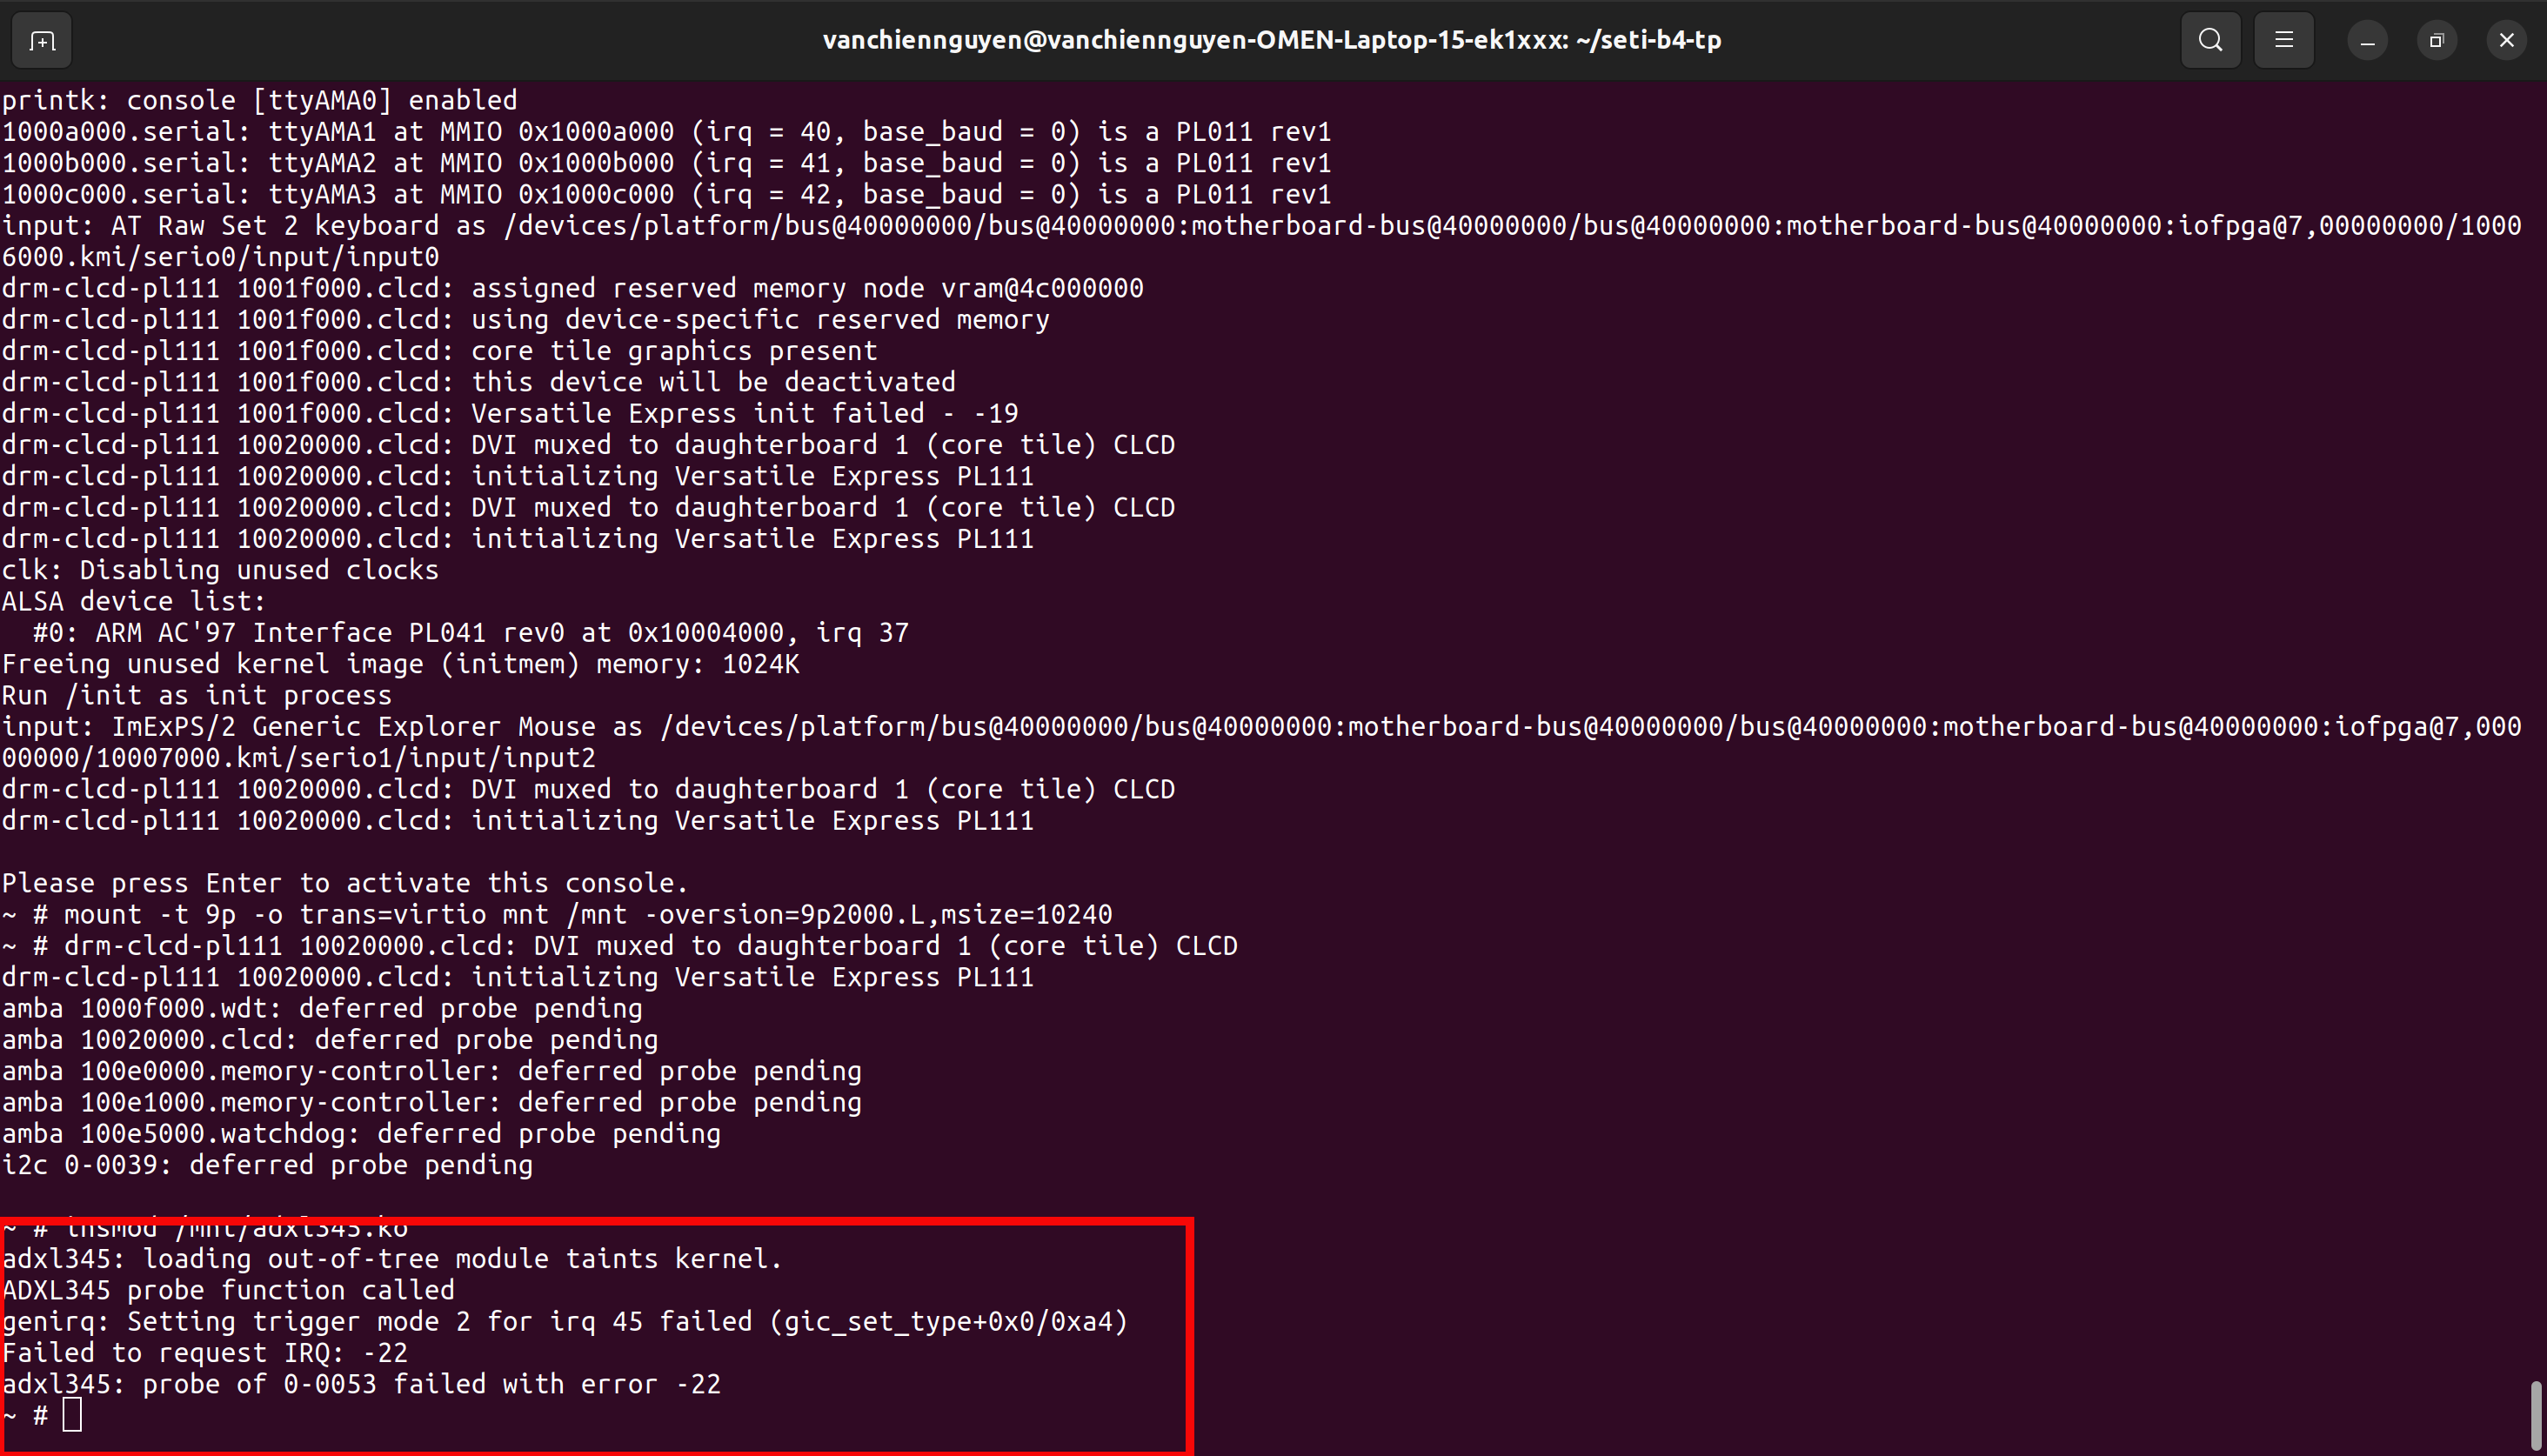 vanchiennguyen@vanchiennguyen-OMEN-Laptop-15-ek1xxx: ~/seti-b4-tp
printk: console [ttyAMA0] enabled
1000a000.serial: ttyAMA1 at MMIO 0x1000a000 (irq = 40, base_baud = 0) is a PL011 rev1
1000b000.serial: ttyAMA2 at MMIO 0x1000b000 (irq = 41, base_baud = 0) is a PL011 rev1
1000c000.serial: ttyAMA3 at MMIO 0x1000c000 (irq = 42, base_baud = 0) is a PL011 rev1
input: AT Raw Set 2 keyboard as /devices/platform/bus@40000000/bus@40000000:motherboard-bus@40000000/bus@40000000:motherboard-bus@40000000:iofpga@7,00000000/1000
6000.kmi/serio0/input/input0
drm-clcd-pl111 1001f000.clcd: assigned reserved memory node vram@4c000000
drm-clcd-pl111 1001f000.clcd: using device-specific reserved memory
drm-clcd-pl111 1001f000.clcd: core tile graphics present
drm-clcd-pl111 1001f000.clcd: this device will be deactivated
drm-clcd-pl111 1001f000.clcd: Versatile Express init failed - -19
drm-clcd-pl111 10020000.clcd: DVI muxed to daughterboard 1 (core tile) CLCD
drm-clcd-pl111 10020000.clcd: initializing Versatile Express PL111
drm-clcd-pl111 10020000.clcd: DVI muxed to daughterboard 1 (core tile) CLCD
drm-clcd-pl111 10020000.clcd: initializing Versatile Express PL111
clk: Disabling unused clocks
ALSA device list:
  #0: ARM AC'97 Interface PL041 rev0 at 0x10004000, irq 37
Freeing unused kernel image (initmem) memory: 1024K
Run /init as init process
input: ImExPS/2 Generic Explorer Mouse as /devices/platform/bus@40000000/bus@40000000:motherboard-bus@40000000/bus@40000000:motherboard-bus@40000000:iofpga@7,000
00000/10007000.kmi/serio1/input/input2
drm-clcd-pl111 10020000.clcd: DVI muxed to daughterboard 1 (core tile) CLCD
drm-clcd-pl111 10020000.clcd: initializing Versatile Express PL111
Please press Enter to activate this console.
~ # mount -t 9p -o trans=virtio mnt /mnt -oversion=9p2000.L,msize=10240
~ # drm-clcd-pl111 10020000.clcd: DVI muxed to daughterboard 1 (core tile) CLCD
drm-clcd-pl111 10020000.clcd: initializing Versatile Express PL111
amba 1000f000.wdt: deferred probe pending
amba 10020000.clcd: deferred probe pending
amba 100e0000.memory-controller: deferred probe pending
amba 100e1000.memory-controller: deferred probe pending
amba 100e5000.watchdog: deferred probe pending
i2c 0-0039: deferred probe pending
~ # insmod /mnt/adxl345.ko
adxl345: loading out-of-tree module taints kernel.
ADXL345 probe function called
genirq: Setting trigger mode 2 for irq 45 failed (gic_set_type+0x0/0xa4)
Failed to request IRQ: -22
adxl345: probe of 0-0053 failed with error -22
~ #